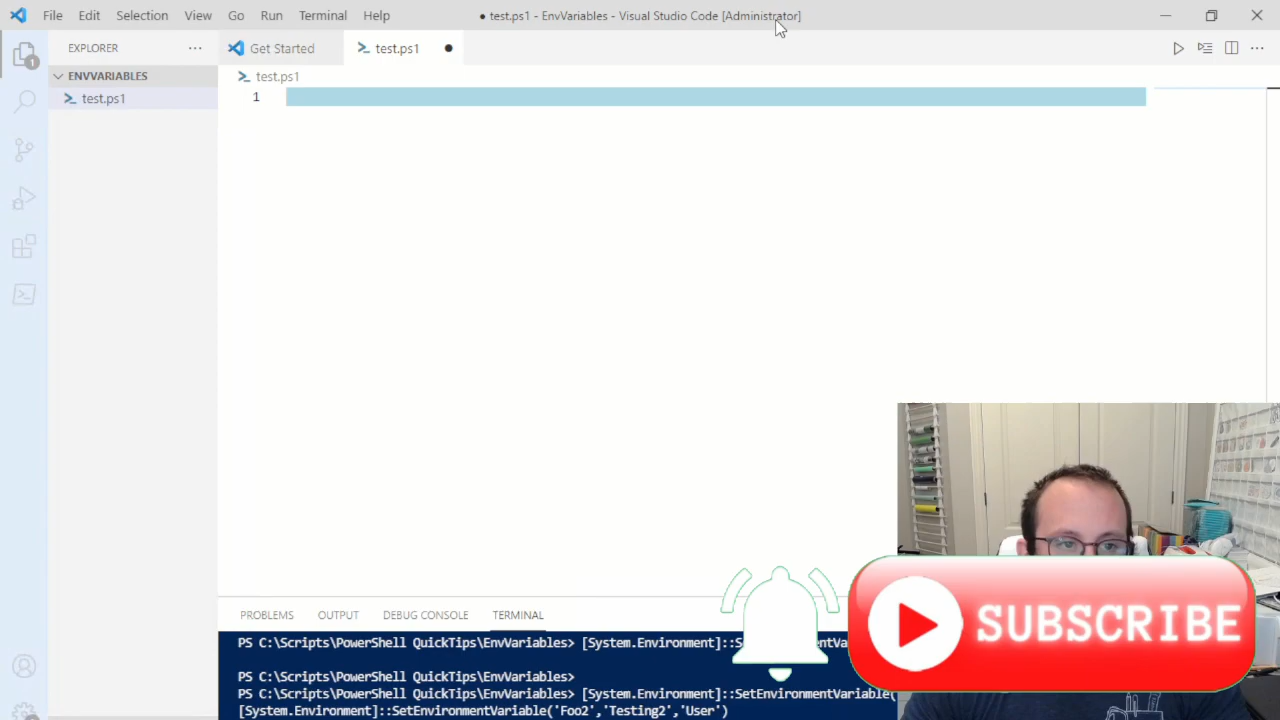 File Edit Selection View Go Run Terminal Help
● test.ps1 - EnvVariables - Visual Studio Code [Administrator]
EXPLORER
Get Started
test.ps1
1
ENVVARIABLES
test.ps1
test.ps1
1
PROBLEMS OUTPUT DEBUG CONSOLE TERMINAL
PS C:\Scripts\PowerShell QuickTips\EnvVariables> [System.Environment]::S
PS C:\Scripts\PowerShell QuickTips\EnvVariables>
PS C:\Scripts\PowerShell QuickTips\EnvVariables> [System.Environment]::SetEnvironmentVariable(
[System.Environment]::SetEnvironmentVariable('Foo2','Testing2','User')
SUBSCRIBE